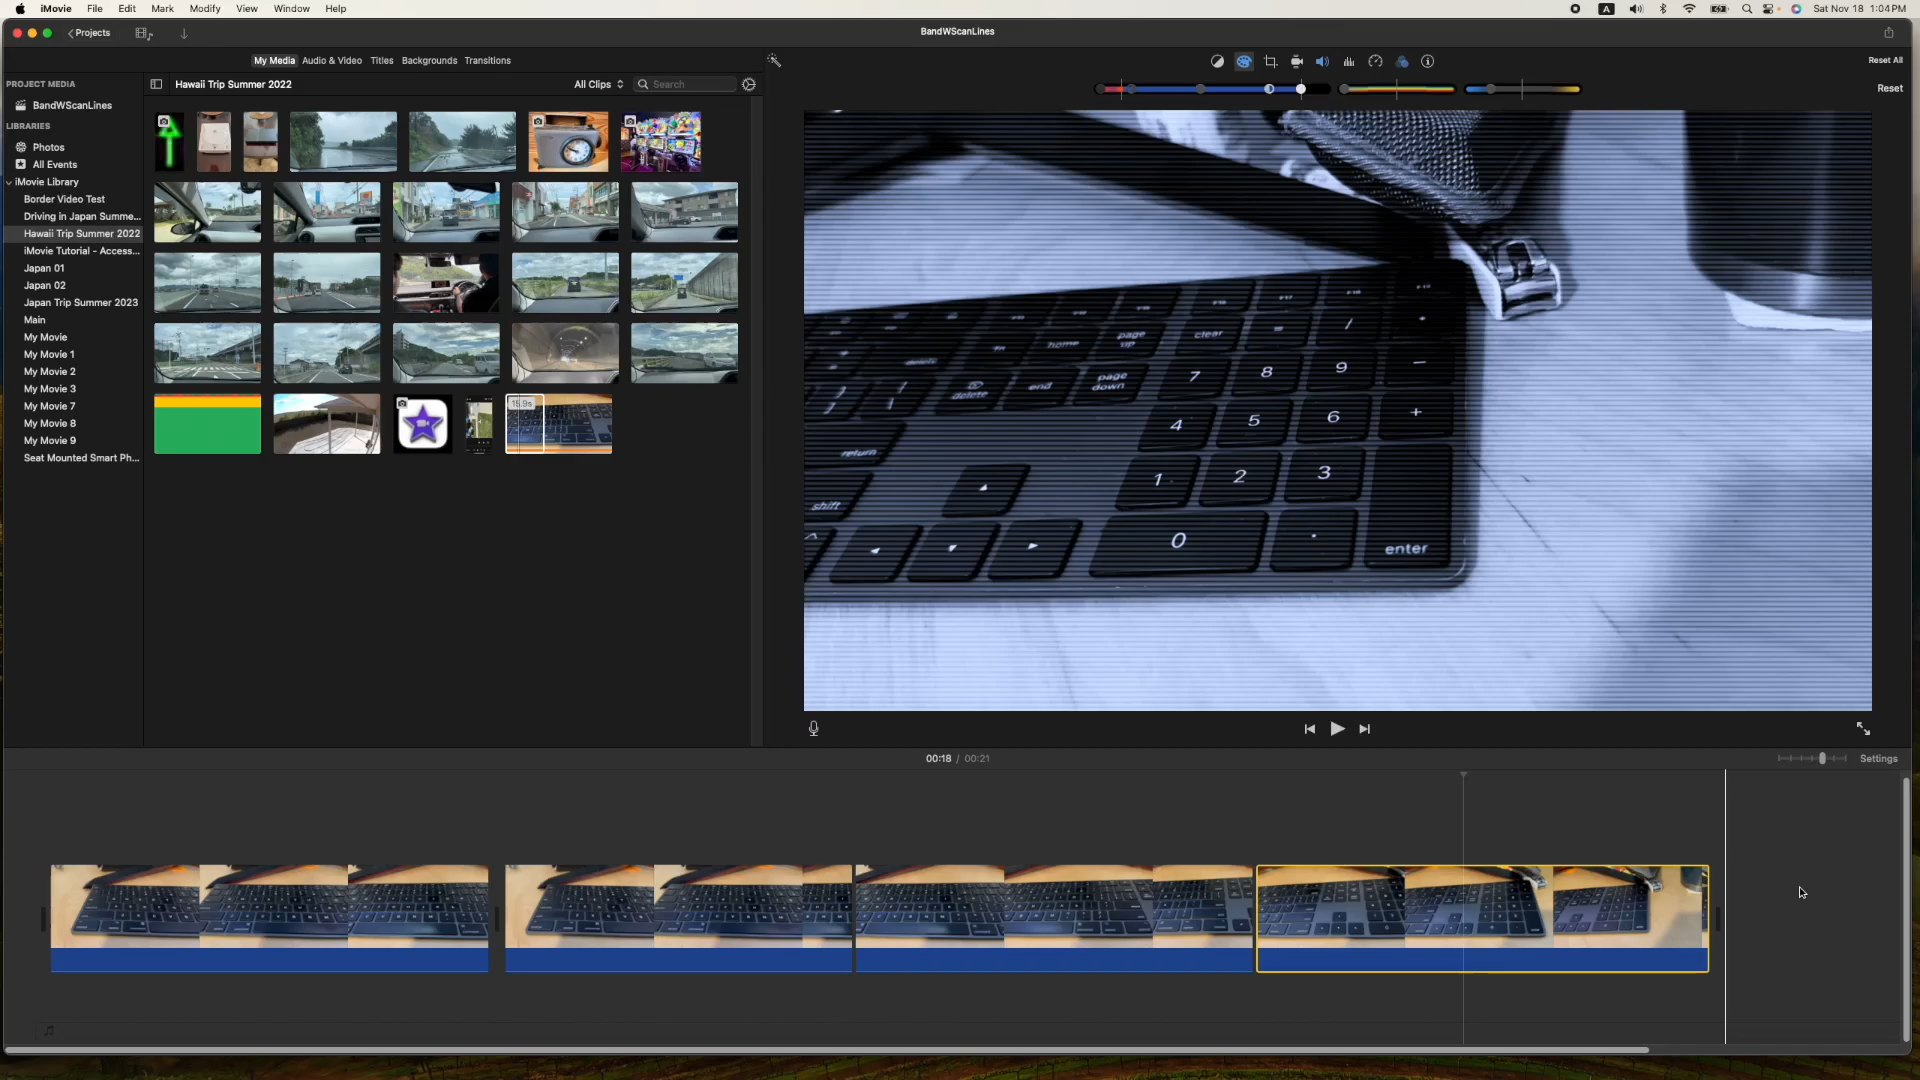 iMovie File Edit Mark Modify View Window Help
A
Sat Nov 18 1:04 PM
Projects
BandWScanLines
My Media Audio & Video Titles Backgrounds Transitions
Reset All
PROJECT MEDIA
Hawaii Trip Summer 2022
All Clips
Search
Reset
BandWScanLines
LIBRARIES
Photos
All Events
iMovie Library
Border Video Test
Driving in Japan Summe...
Hawaii Trip Summer 2022
iMovie Tutorial - Access...
Japan 01
Japan 02
Japan Trip Summer 2023
Main
My Movie
My Movie 1
My Movie 2
My Movie 3
My Movie 7
My Movie 8
My Movie 9
Seat Mounted Smart Ph...
15.9s
fn home page up clear = /
delete end page down 7 8 9 −
4 5 6 +
return
1 2 3
shift
0 . enter
00:18 / 00:21
Settings